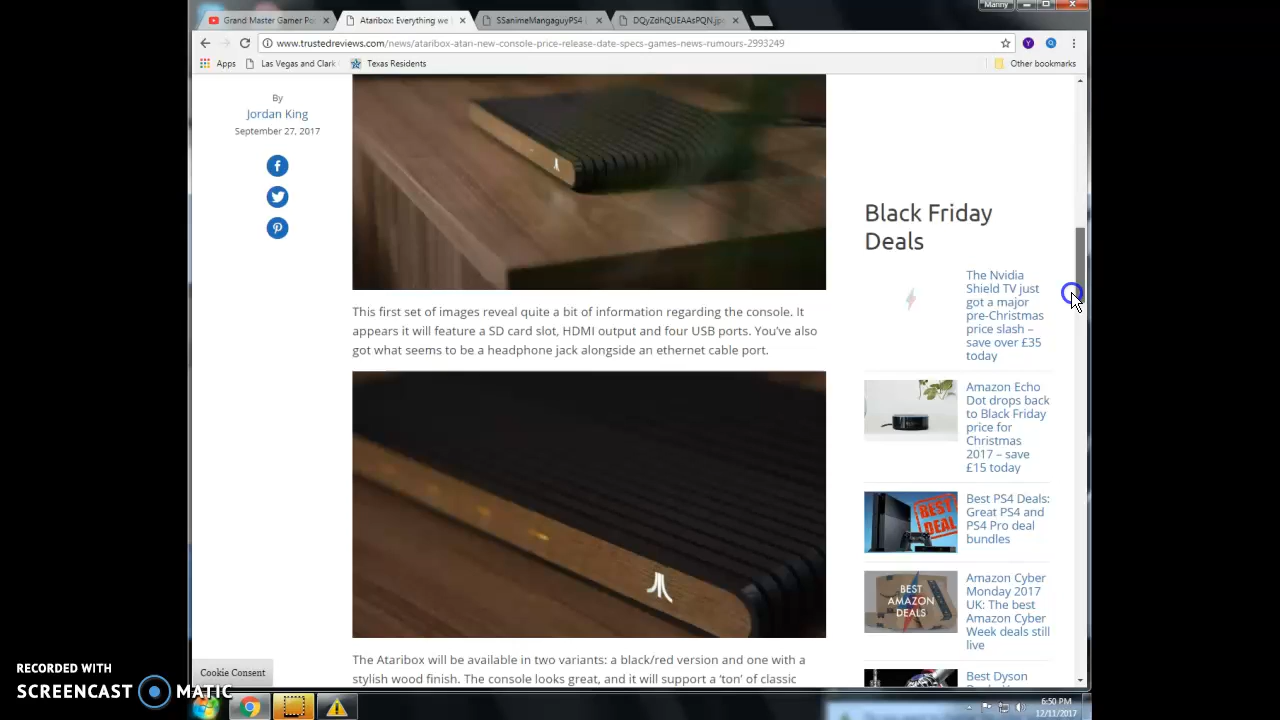 Manny
Grand Master Gamer Po
Ataribox: Everything we
SSanimeMangaguyPS4
DQyZdhQUEAAsPQN.jp
www.trustedreviews.com/news/ataribox-atari-new-console-price-release-date-specs-games-news-rumours-2993249
Apps
Las Vegas and Clark
Texas Residents
Other bookmarks
By
Jordan King
September 27, 2017
This first set of images reveal quite a bit of information regarding the console. It
appears it will feature a SD card slot, HDMI output and four USB ports. You've also
got what seems to be a headphone jack alongside an ethernet cable port.
The Ataribox will be available in two variants: a black/red version and one with a
stylish wood finish. The console looks great, and it will support a 'ton' of classic
Black Friday
Deals
The Nvidia
Shield TV just
got a major
pre-Christmas
price slash –
save over £35
today
Amazon Echo
Dot drops back
to Black Friday
price for
Christmas
2017 – save
£15 today
BEST
DEAL
Best PS4 Deals:
Great PS4 and
PS4 Pro deal
bundles
BEST
AMAZON
DEALS
Amazon Cyber
Monday 2017
UK: The best
Amazon Cyber
Week deals still
live
Best Dyson
Cookie Consent
RECORDED WITH
SCREENCAST MATIC
6:50 PM
12/11/2017